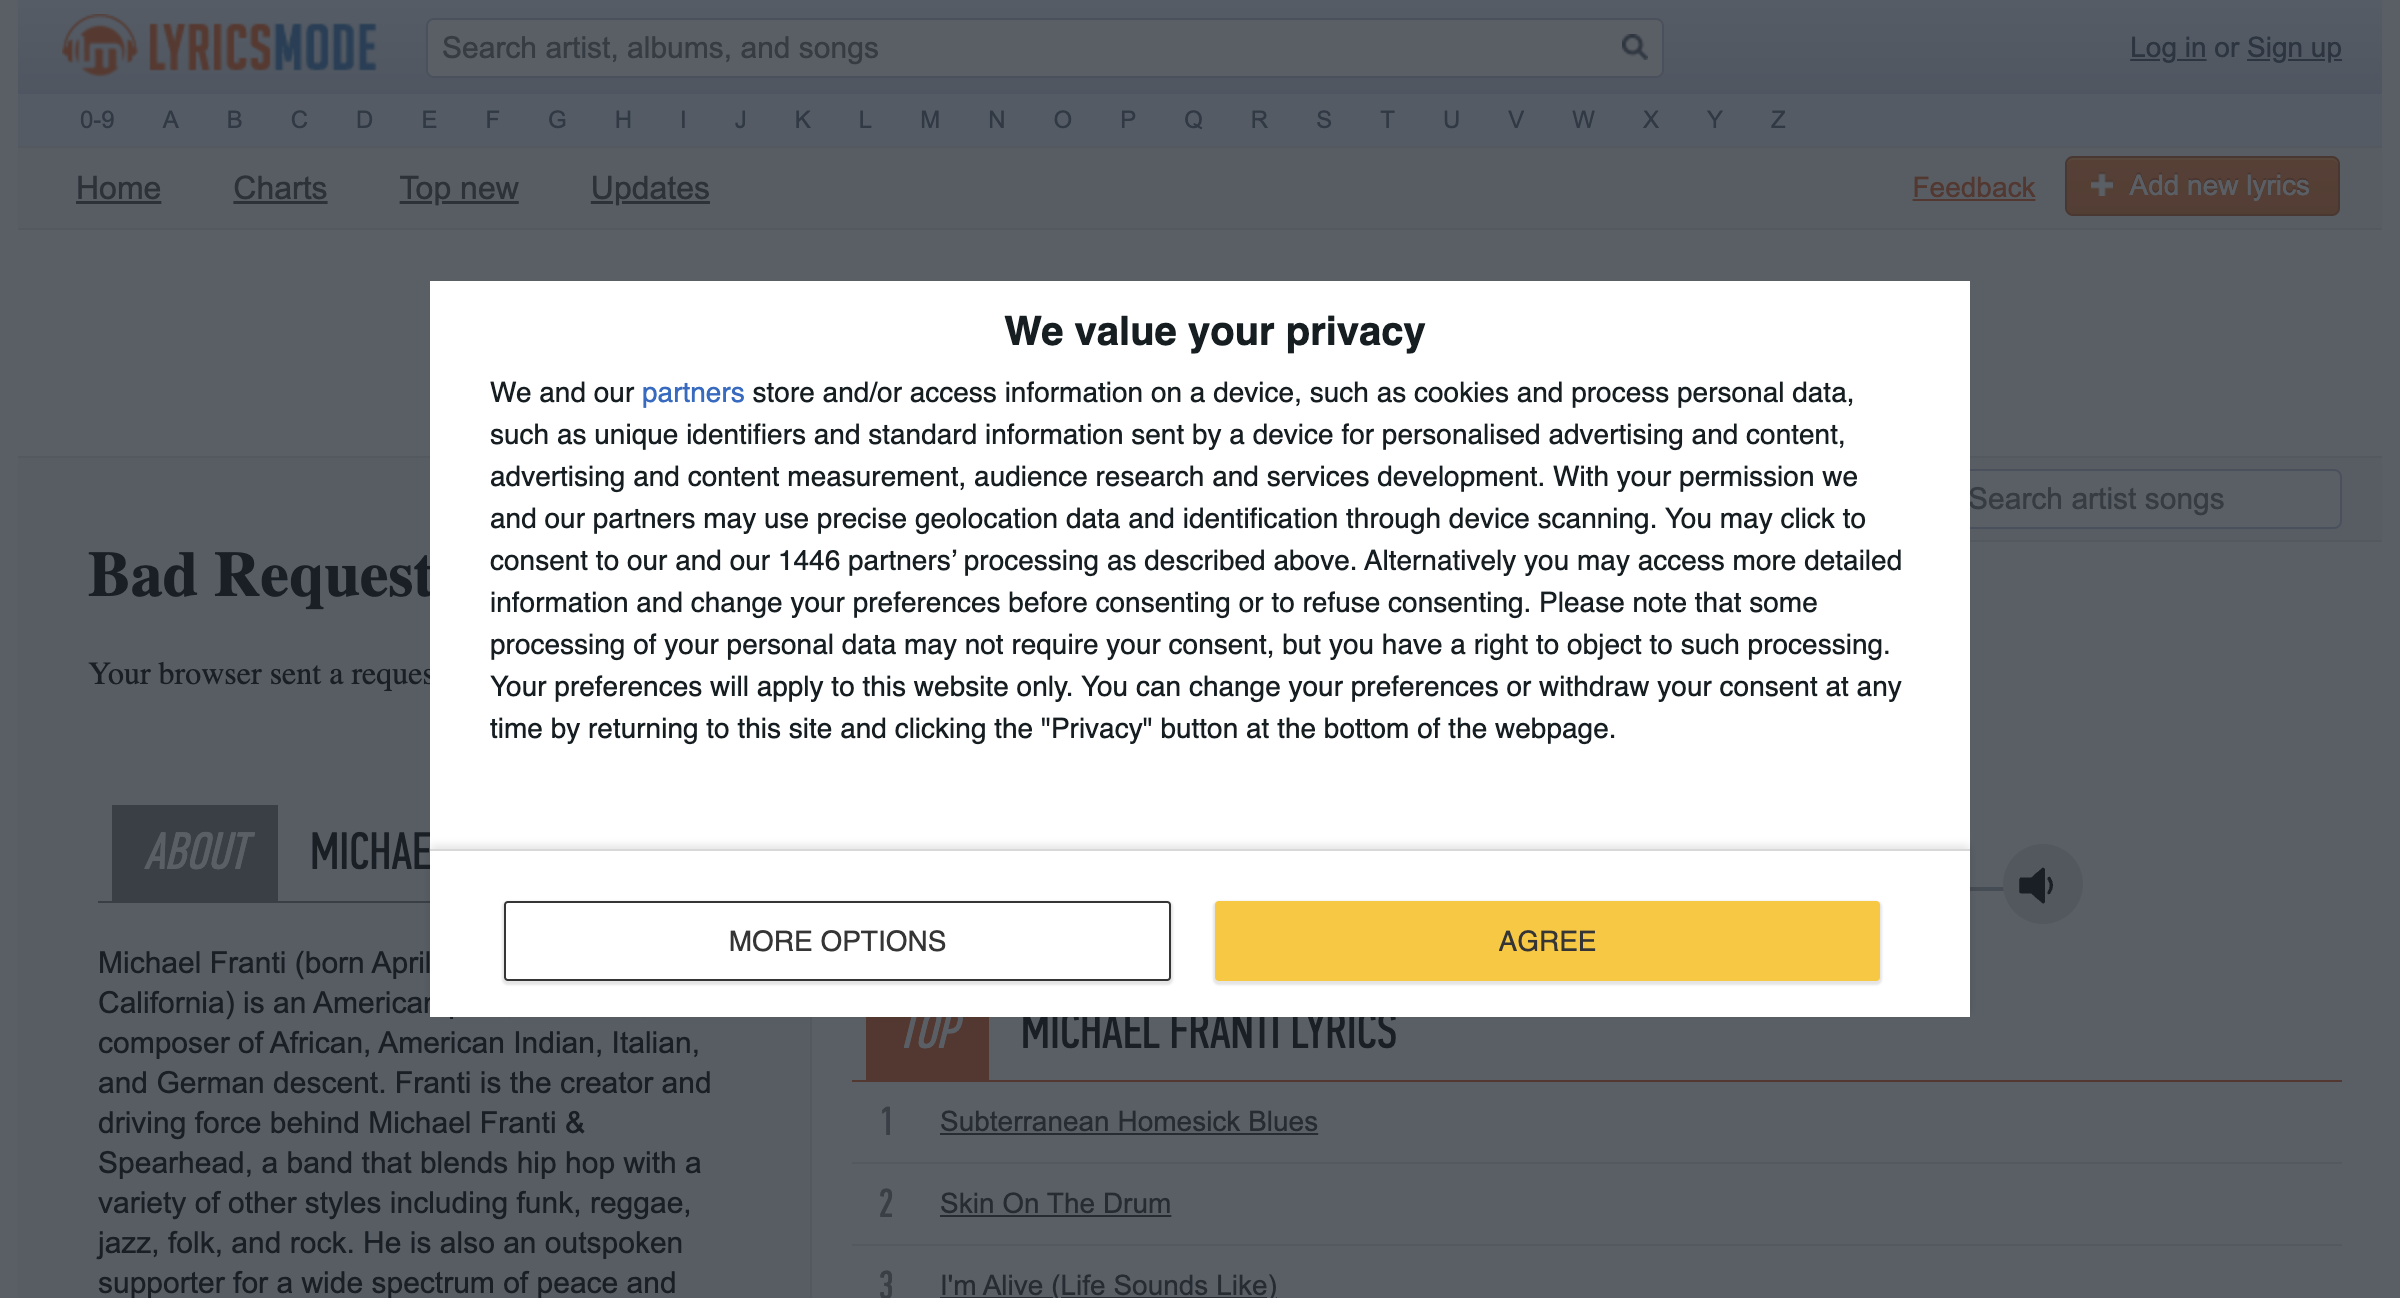 LYRICSMODE
Search artist, albums, and songs
Log in or Sign up
0-9 A B C D E F G H I J K L M N O P Q R S T U V W X Y Z
Home Charts Top new Updates
Feedback
Add new lyrics
We value your privacy
We and our partners store and/or access information on a device, such as cookies and process personal data,
such as unique identifiers and standard information sent by a device for personalised advertising and content,
advertising and content measurement, audience research and services development. With your permission we
and our partners may use precise geolocation data and identification through device scanning. You may click to
consent to our and our 1446 partners’ processing as described above. Alternatively you may access more detailed
information and change your preferences before consenting or to refuse consenting. Please note that some
processing of your personal data may not require your consent, but you have a right to object to such processing.
Your preferences will apply to this website only. You can change your preferences or withdraw your consent at any
time by returning to this site and clicking the "Privacy" button at the bottom of the webpage.
MORE OPTIONS
AGREE
Search artist songs
Bad Request
Your browser sent a
ABOUT
Michael Franti (born April
California) is an American
composer of African, American Indian, Italian,
and German descent. Franti is the creator and
driving force behind Michael Franti &
Spearhead, a band that blends hip hop with a
variety of other styles including funk, reggae,
jazz, folk, and rock. He is also an outspoken
supporter for a wide spectrum of peace and
TOP MICHAEL FRANTI LYRICS
1 Subterranean Homesick Blues
2 Skin On The Drum
3 I'm Alive (Life Sounds Like)